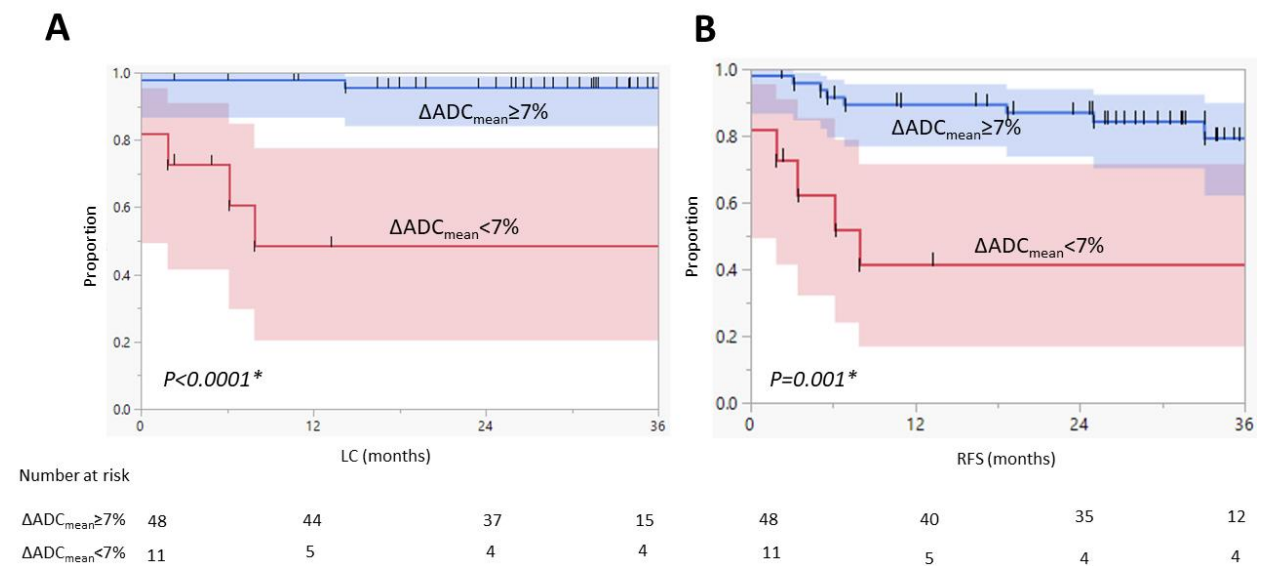 A
1.0
0.8
0.6
0.4
0.2
0.0
Proportion
ΔADCmean≥7%
ΔADCmean<7%
P<0.0001*
0 12 24 36
LC (months)
B
1.0
0.8
0.6
0.4
0.2
0.0
Proportion
ΔADCmean≥7%
ΔADCmean<7%
P=0.001*
0 12 24 36
RFS (months)
Number at risk
ΔADCmean≥7% 48 44 37 15 48 40 35 12
ΔADCmean<7% 11 5 4 4 11 5 4 4